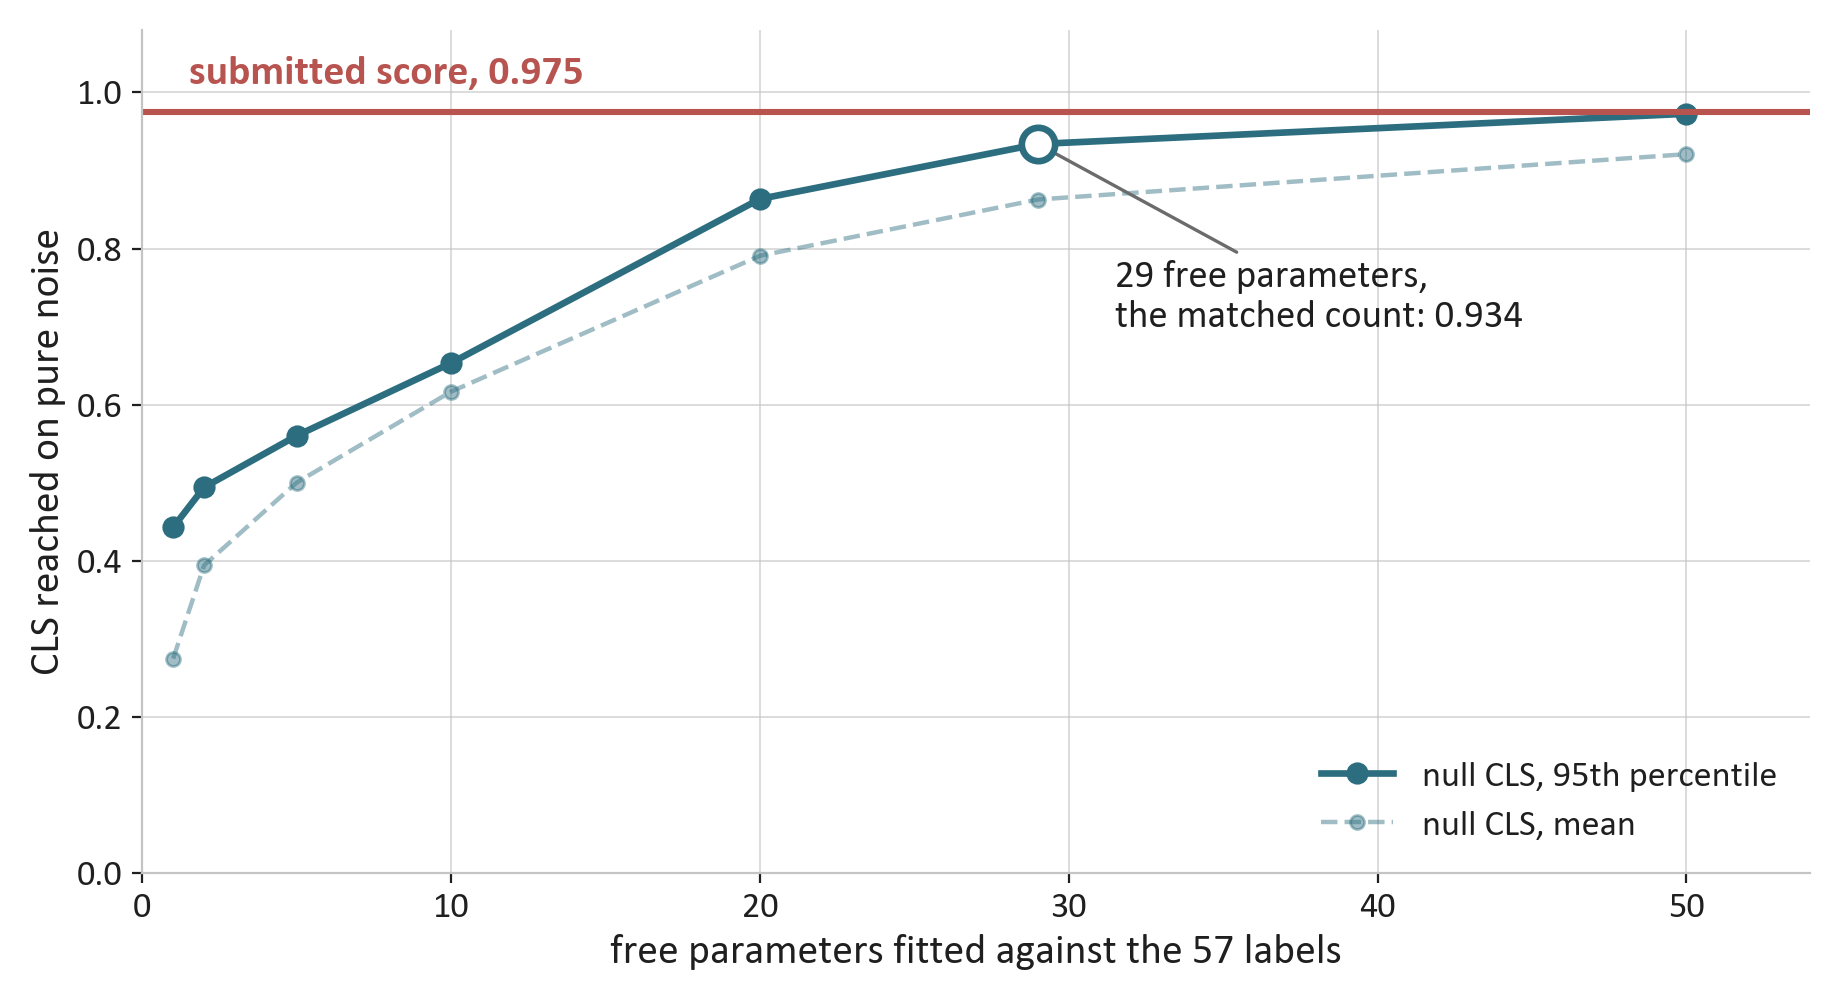 submitted score, 0.975
CLS reached on pure noise
1.0
0.8
0.6
0.4
0.2
0.0
29 free parameters,
the matched count: 0.934
null CLS, 95th percentile
null CLS, mean
0
10
20
30
40
50
free parameters fitted against the 57 labels